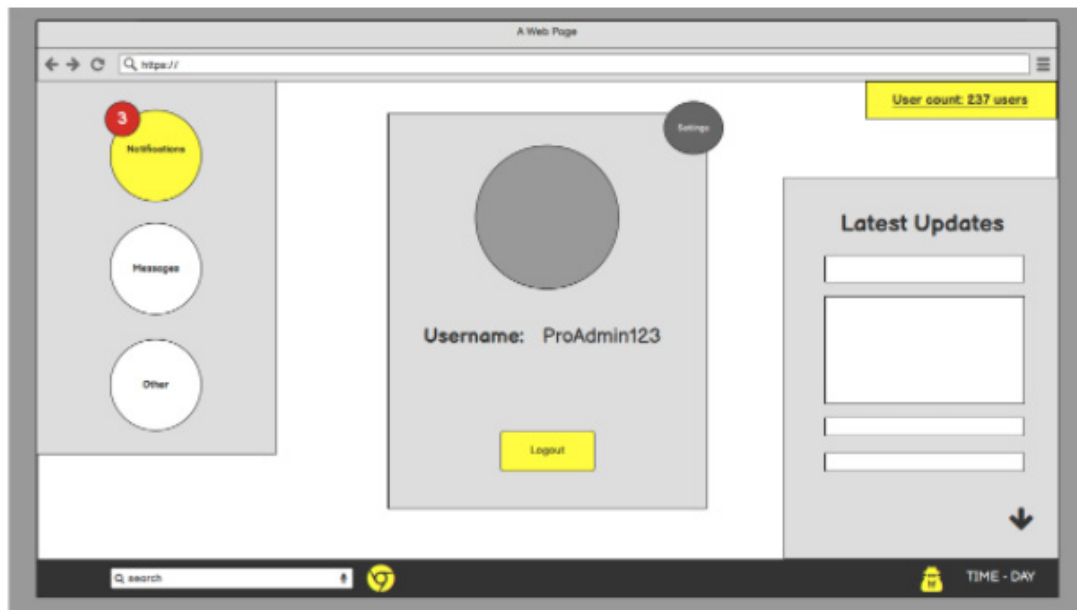 A Web Page
https://
User count: 237 users
3
Notifications
Settings
Latest Updates
Messages
Username: ProAdmin123
Other
Logout
search
TIME - DAY